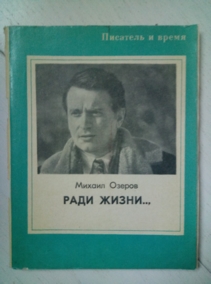 Писатель и время
Михаил Озеров
РАДИ ЖИЗНИ...